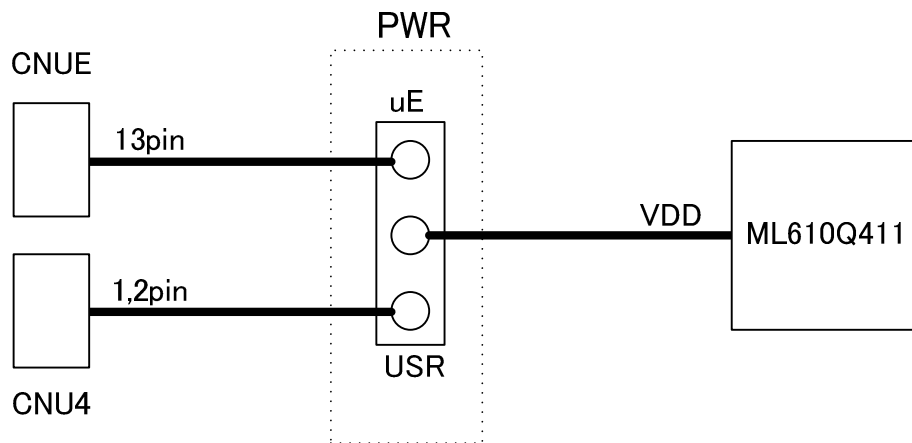 PWR
CNUE
uE
13pin
VDD
ML610Q411
1,2pin
USR
CNU4